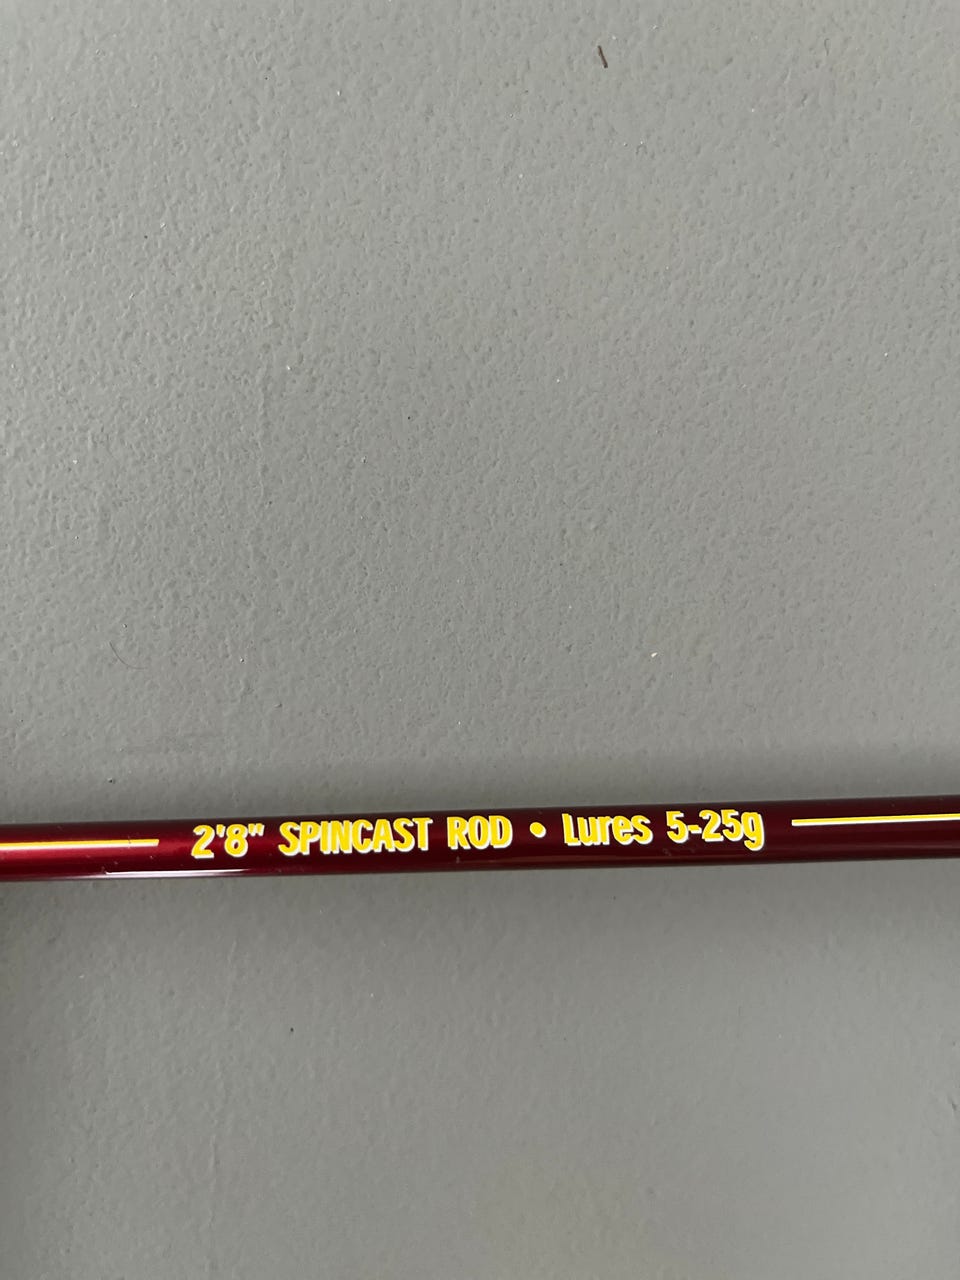 2'8" SPINCAST ROD • Lures 5-25g